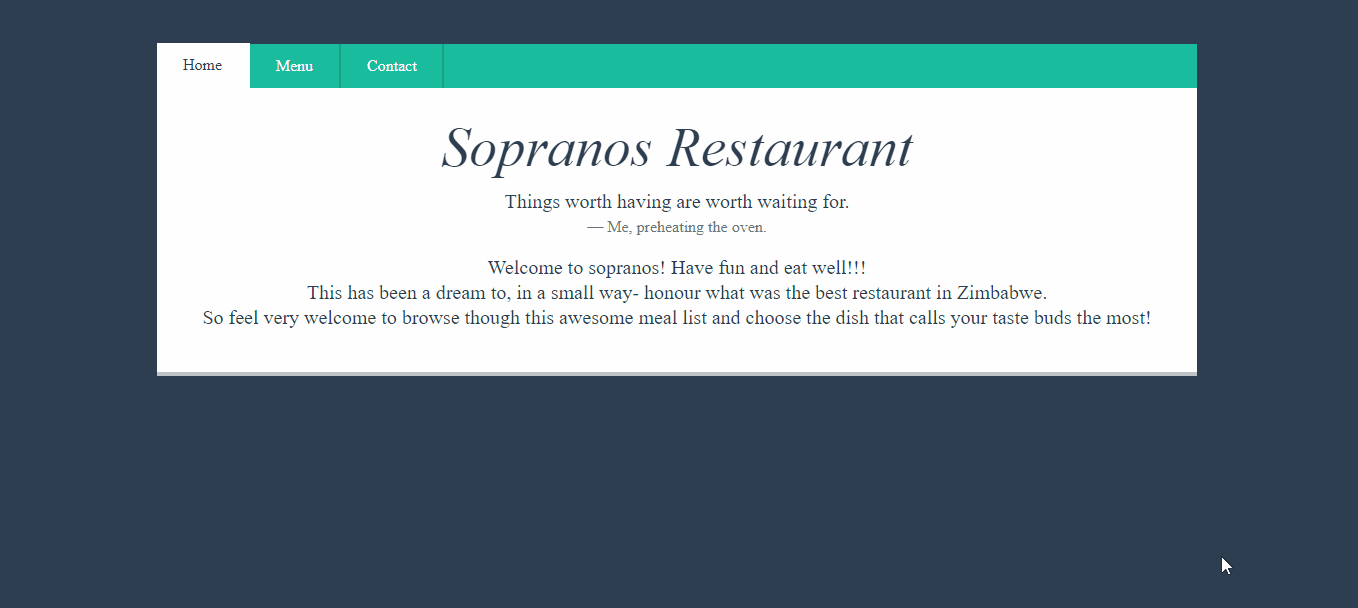 Home Menu Contact
Sopranos Restaurant
Things worth having are worth waiting for.
— Me, preheating the oven.
Welcome to sopranos! Have fun and eat well!!!
This has been a dream to, in a small way- honour what was the best restaurant in Zimbabwe.
So feel very welcome to browse though this awesome meal list and choose the dish that calls your taste buds the most!